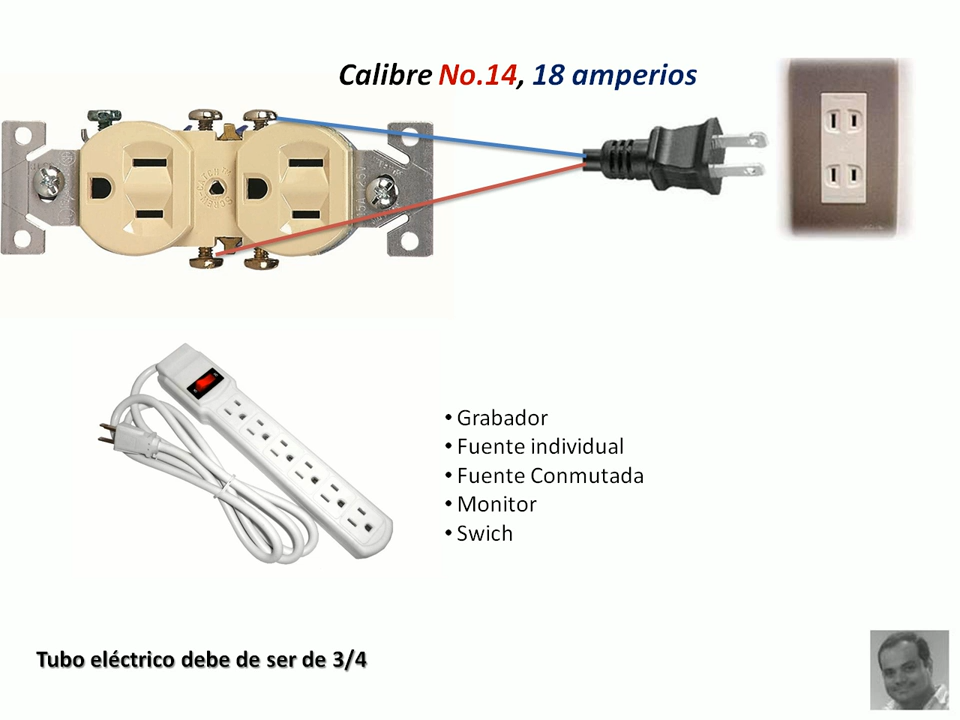 Calibre No.14, 18 amperios
• Grabador
• Fuente individual
• Fuente Conmutada
• Monitor
• Swich
Tubo eléctrico debe de ser de 3/4